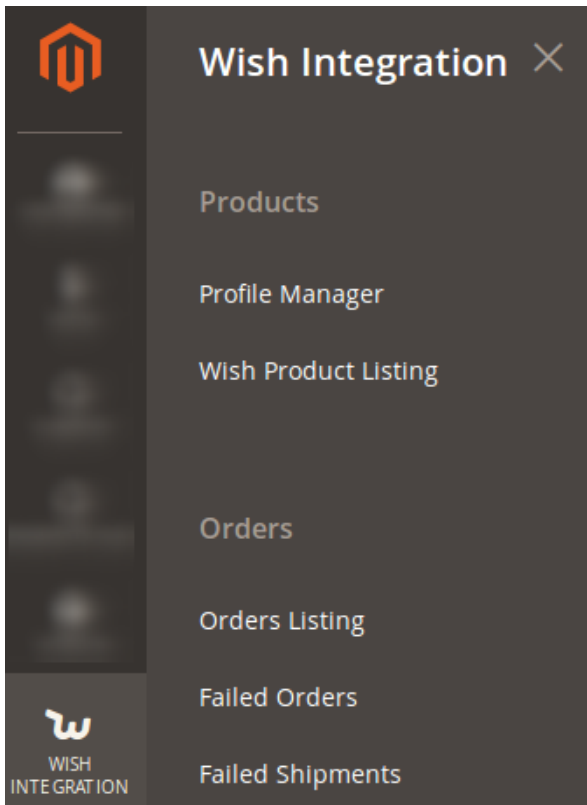 Wish Integration
Products
Profile Manager
Wish Product Listing
Orders
Orders Listing
Failed Orders
Failed Shipments
WISH
INTEGRATION